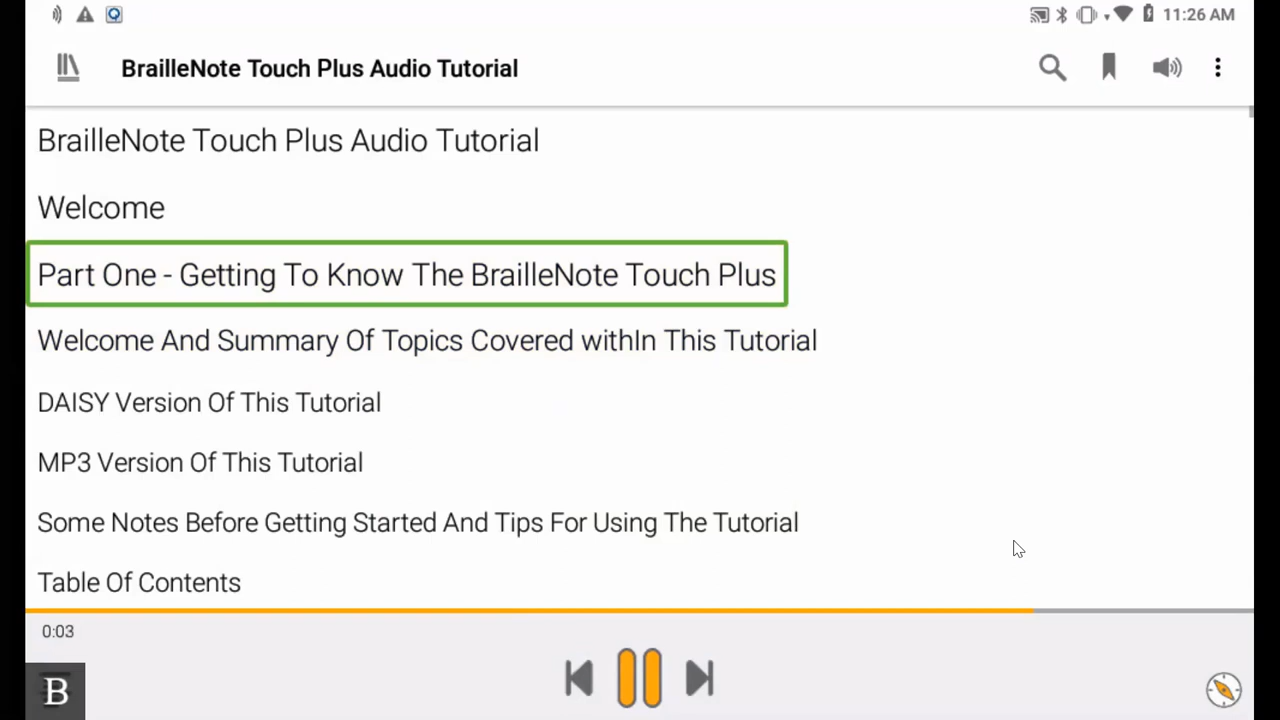 11:26 AM
BrailleNote Touch Plus Audio Tutorial
BrailleNote Touch Plus Audio Tutorial
Welcome
Part One - Getting To Know The BrailleNote Touch Plus
Welcome And Summary Of Topics Covered withIn This Tutorial
DAISY Version Of This Tutorial
MP3 Version Of This Tutorial
Some Notes Before Getting Started And Tips For Using The Tutorial
Table Of Contents
0:03
B